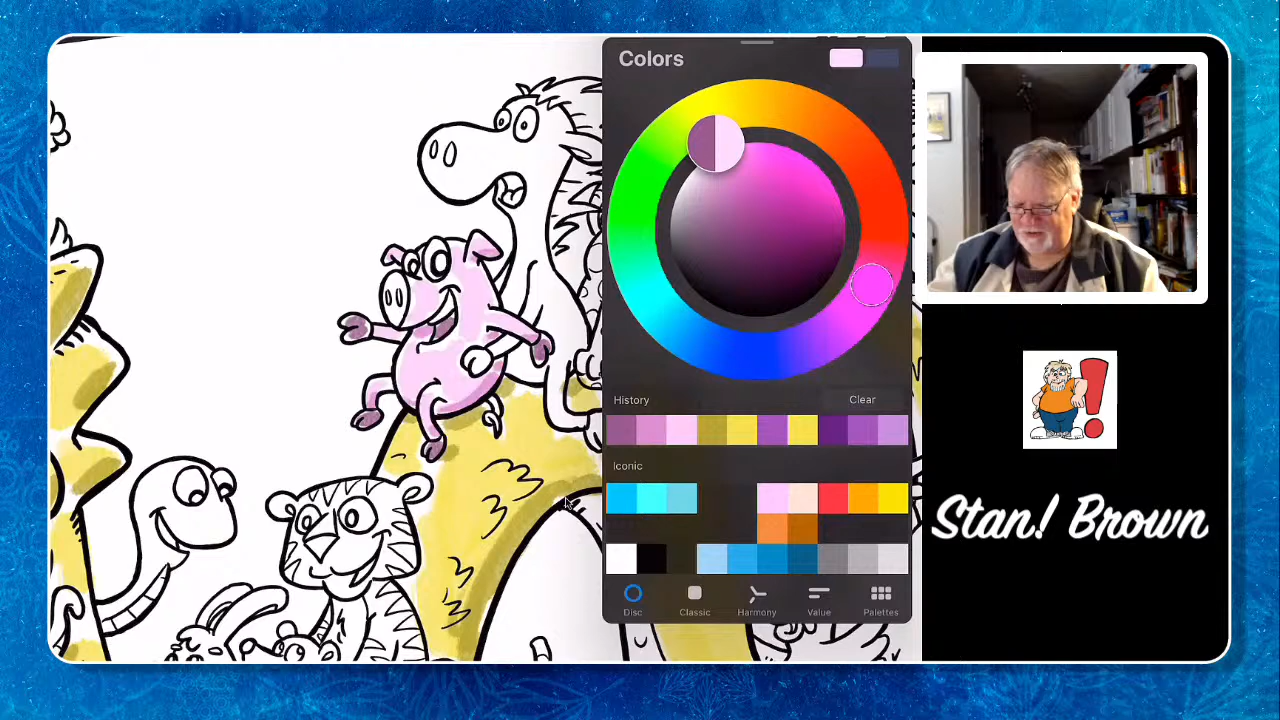 Colors
History
Clear
Iconic
Disc
Classic
Harmony
Value
Palettes
Stan! Brown